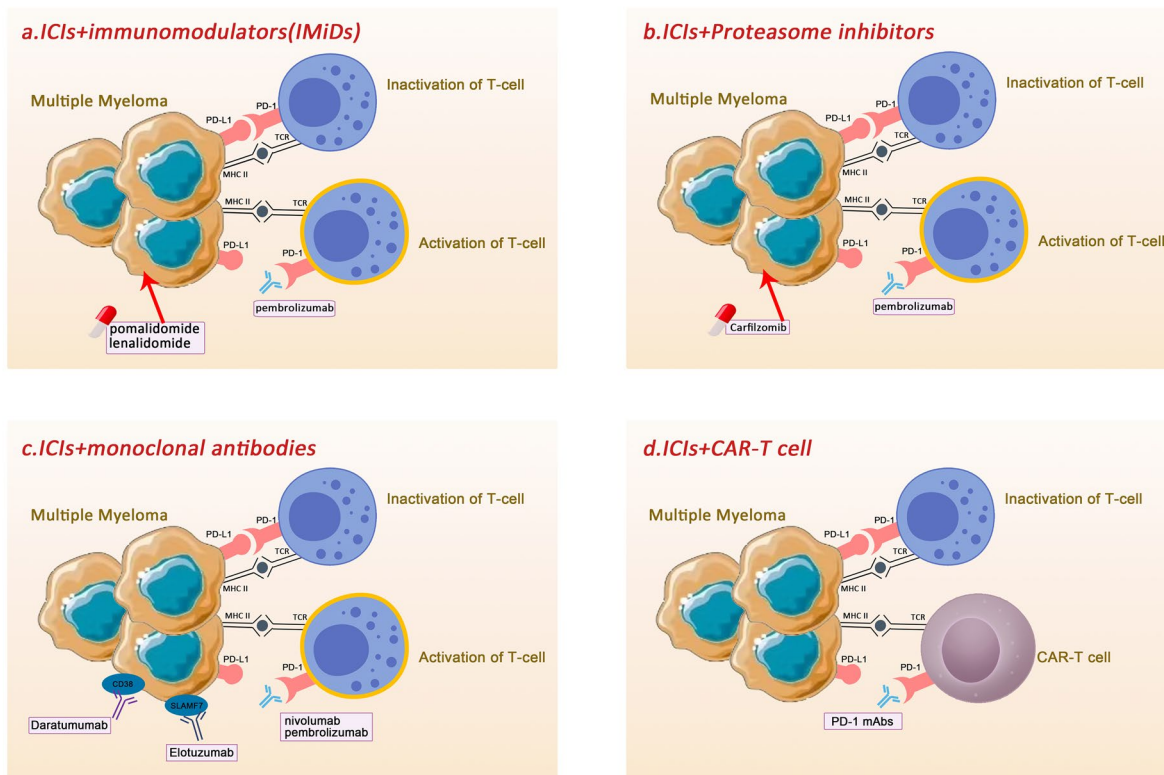 a.ICIs+immunomodulators(IMiDs)
Multiple Myeloma
Inactivation of T-cell
PD-1
PD-L1
TCR
MHC II
MHC II
TCR
Activation of T-cell
PD-L1
PD-1
pembrolizumab
pomalidomide
lenalidomide
b.ICIs+Proteasome inhibitors
Multiple Myeloma
Inactivation of T-cell
PD-1
PD-L1
TCR
MHC II
MHC II
TCR
Activation of T-cell
PD-L1
PD-1
pembrolizumab
Carfilzomib
c.ICIs+monoclonal antibodies
Multiple Myeloma
Inactivation of T-cell
PD-1
PD-L1
TCR
MHC II
MHC II
TCR
Activation of T-cell
PD-L1
PD-1
CD38
SLAMF7
Daratumumab
Elotuzumab
nivolumab
pembrolizumab
d.ICIs+CAR-T cell
Multiple Myeloma
Inactivation of T-cell
PD-1
PD-L1
TCR
MHC II
MHC II
TCR
CAR-T cell
PD-L1
PD-1
PD-1 mAbs